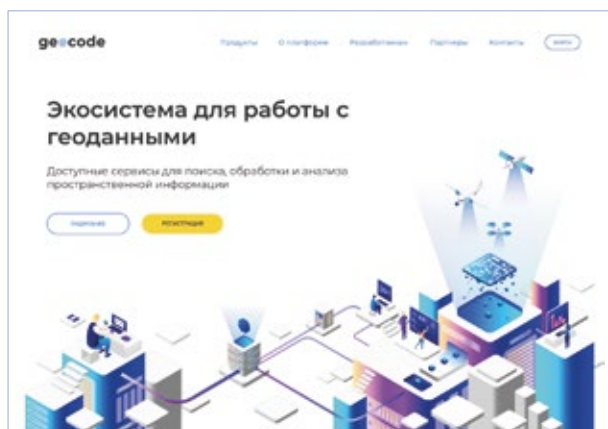 geocode
Продукты О платформе Разработчикам Партнеры Контакты ВОЙТИ
Экосистема для работы с
геоданными
Доступные сервисы для поиска, обработки и анализа
пространственной информации
ПОДРОБНЕЕ РЕГИСТРАЦИЯ